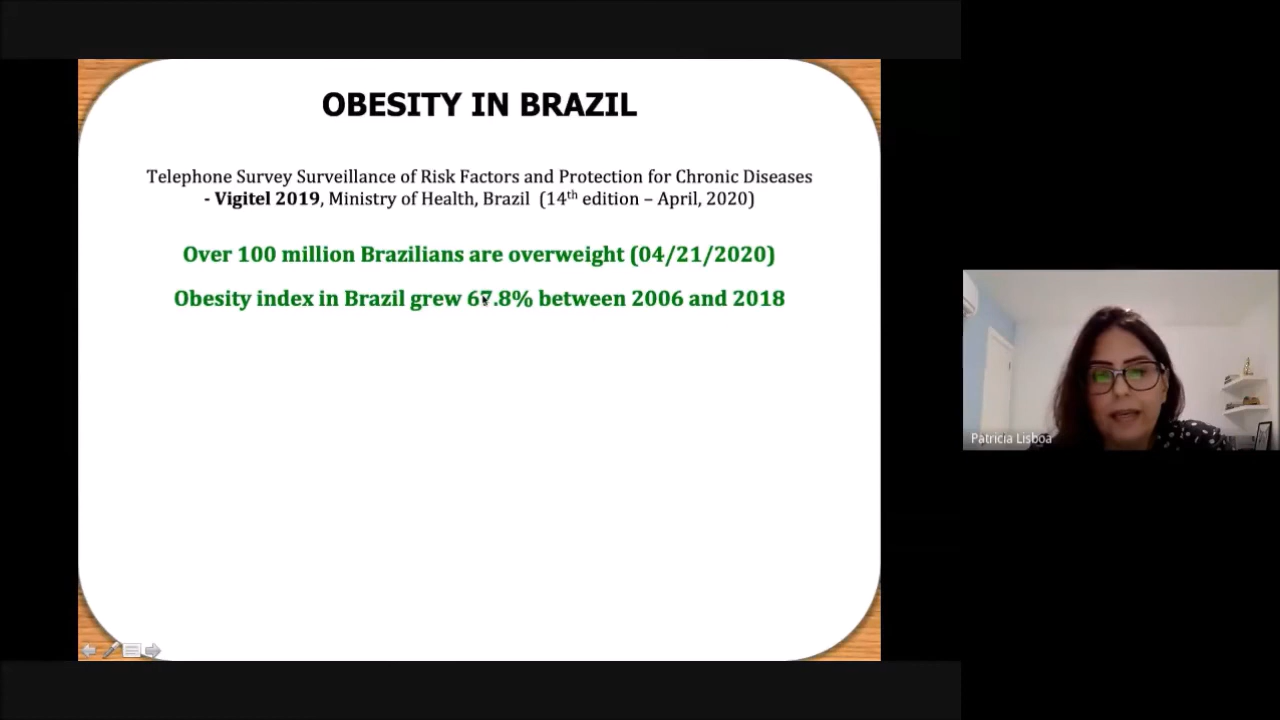 OBESITY IN BRAZIL
Telephone Survey Surveillance of Risk Factors and Protection for Chronic Diseases
- Vigitel 2019, Ministry of Health, Brazil (14th edition – April, 2020)
Over 100 million Brazilians are overweight (04/21/2020)
Obesity index in Brazil grew 67.8% between 2006 and 2018
Patricia Lisboa